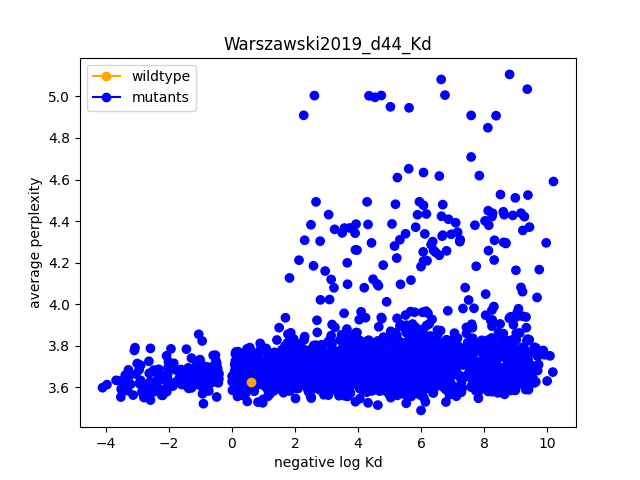 Warszawski2019_d44_Kd
wildtype
mutants
average perplexity
5.0
4.8
4.6
4.4
4.2
4.0
3.8
3.6
−4 −2 0 2 4 6 8 10
negative log Kd